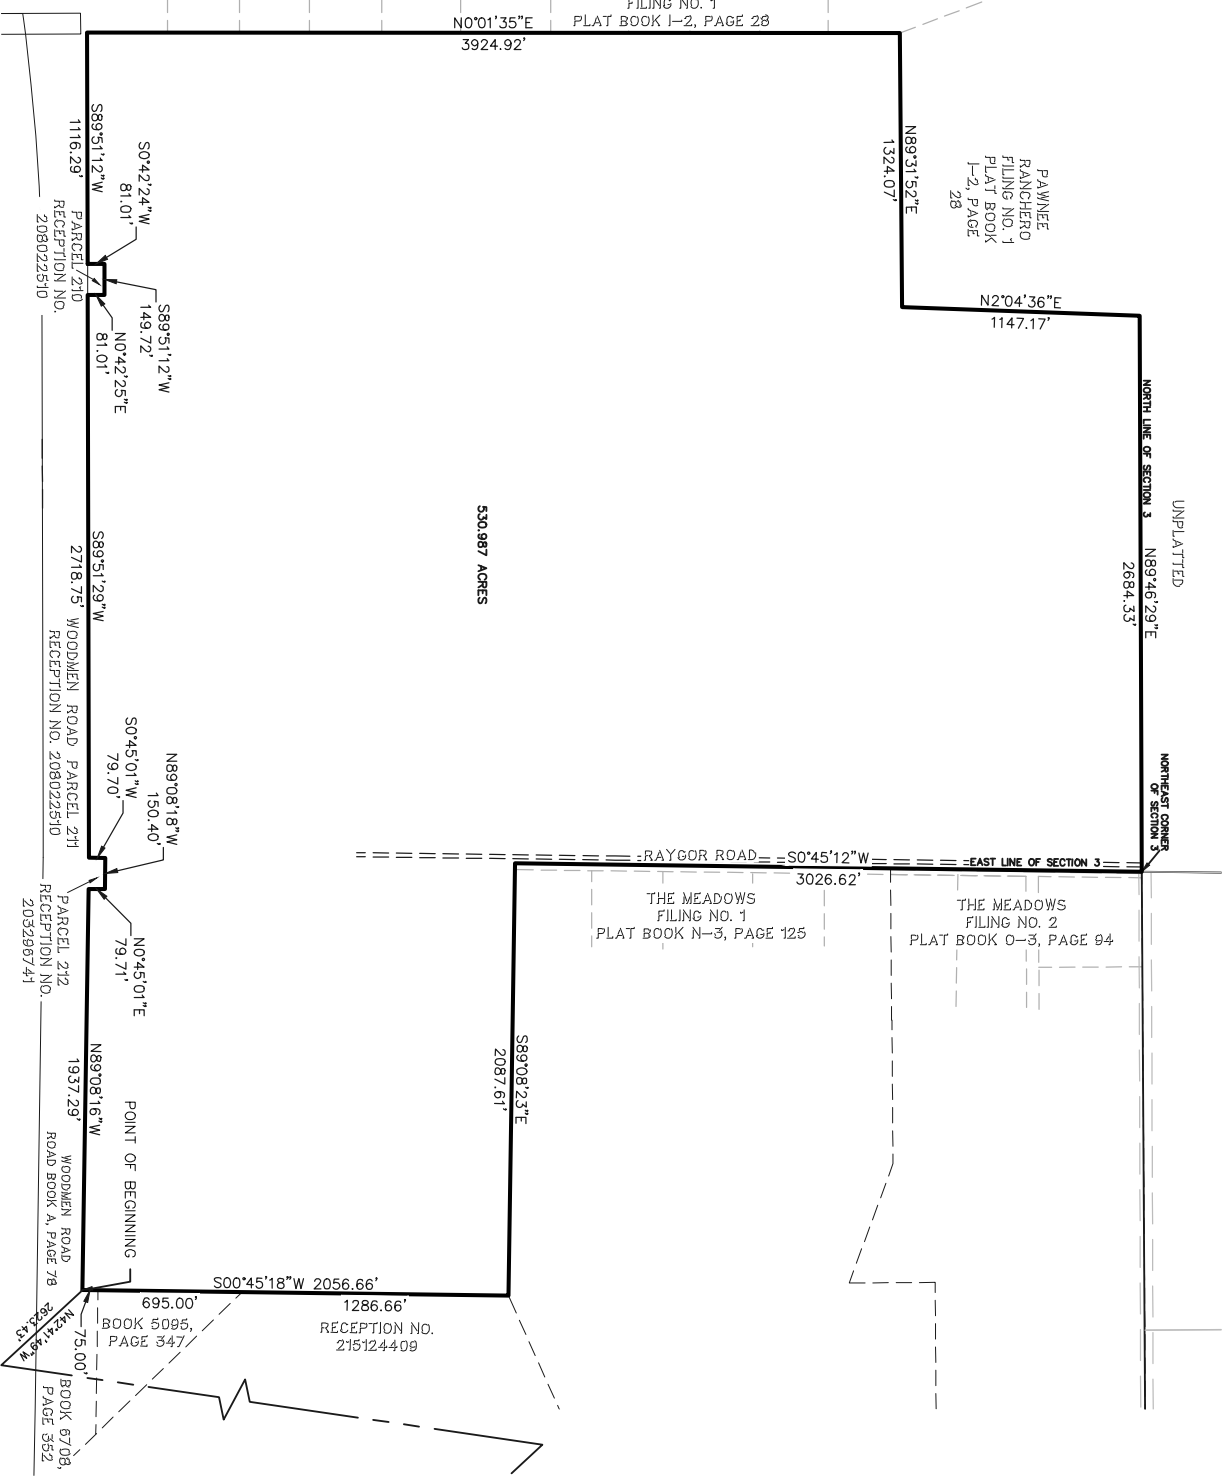 FILING NO. 1
PLAT BOOK I-2, PAGE 28
N0°01'35"E
3924.92'
N89°31'52"E
1324.07'
PAWNEE
RANCHERO
FILING NO. 1
PLAT BOOK
I-2, PAGE
28
N2°04'36"E
1147.17'
NORTH LINE OF SECTION 3
N89°46'29"E
2684.33'
UNPLATTED
NORTHEAST CORNER
OF SECTION 3
S89°51'12"W
1116.29'
S0°42'24"W
81.01'
PARCEL 210
RECEPTION NO.
208022510
S89°51'12"W
149.72'
N0°42'25"E
81.01'
530.987 ACRES
S89°51'29"W
2718.75'
WOODMEN ROAD PARCEL 211
RECEPTION NO. 208022510
S0°45'01"W
79.70'
N89°08'18"W
150.40'
RAYGOR ROAD
S0°45'12"W
3026.62'
EAST LINE OF SECTION 3
THE MEADOWS
FILING NO. 1
PLAT BOOK N-3, PAGE 125
THE MEADOWS
FILING NO. 2
PLAT BOOK O-3, PAGE 94
PARCEL 212
RECEPTION NO.
203296741
N0°45'01"E
79.71'
S89°08'23"E
2087.61'
N89°08'16"W
1937.29'
POINT OF BEGINNING
WOODMEN ROAD
ROAD BOOK A, PAGE 78
S00°45'18"W 2056.66'
695.00'
1286.66'
BOOK 5095,
PAGE 347
RECEPTION NO.
215124409
75.00'
N42°41'49"W
2623.43'
BOOK 6708,
PAGE 352